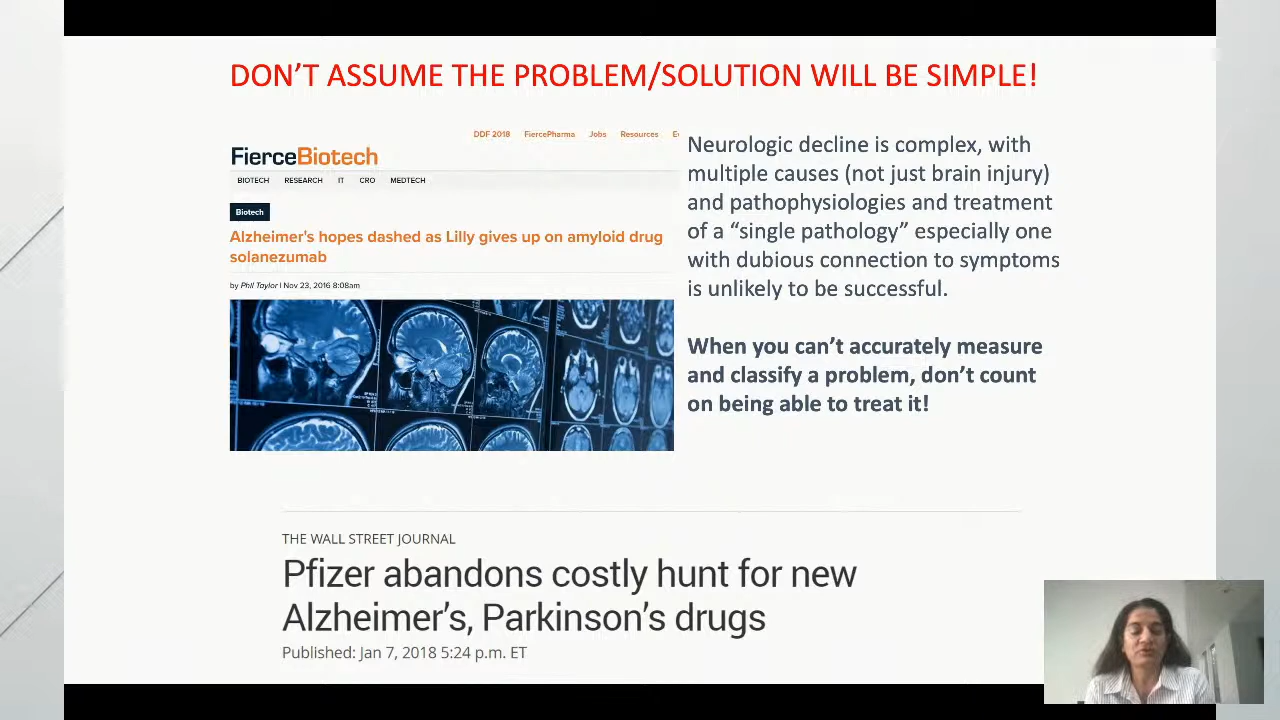 DON'T ASSUME THE PROBLEM/SOLUTION WILL BE SIMPLE!
DDF 2018 FiercePharma Jobs Resources
FierceBiotech
BIOTECH RESEARCH IT CRO MEDTECH
Biotech
Alzheimer's hopes dashed as Lilly gives up on amyloid drug
solanezumab
by Phil Taylor | Nov 23, 2016 8:08am
Neurologic decline is complex, with
multiple causes (not just brain injury)
and pathophysiologies and treatment
of a “single pathology” especially one
with dubious connection to symptoms
is unlikely to be successful.
When you can't accurately measure
and classify a problem, don't count
on being able to treat it!
THE WALL STREET JOURNAL
Pfizer abandons costly hunt for new
Alzheimer's, Parkinson's drugs
Published: Jan 7, 2018 5:24 p.m. ET